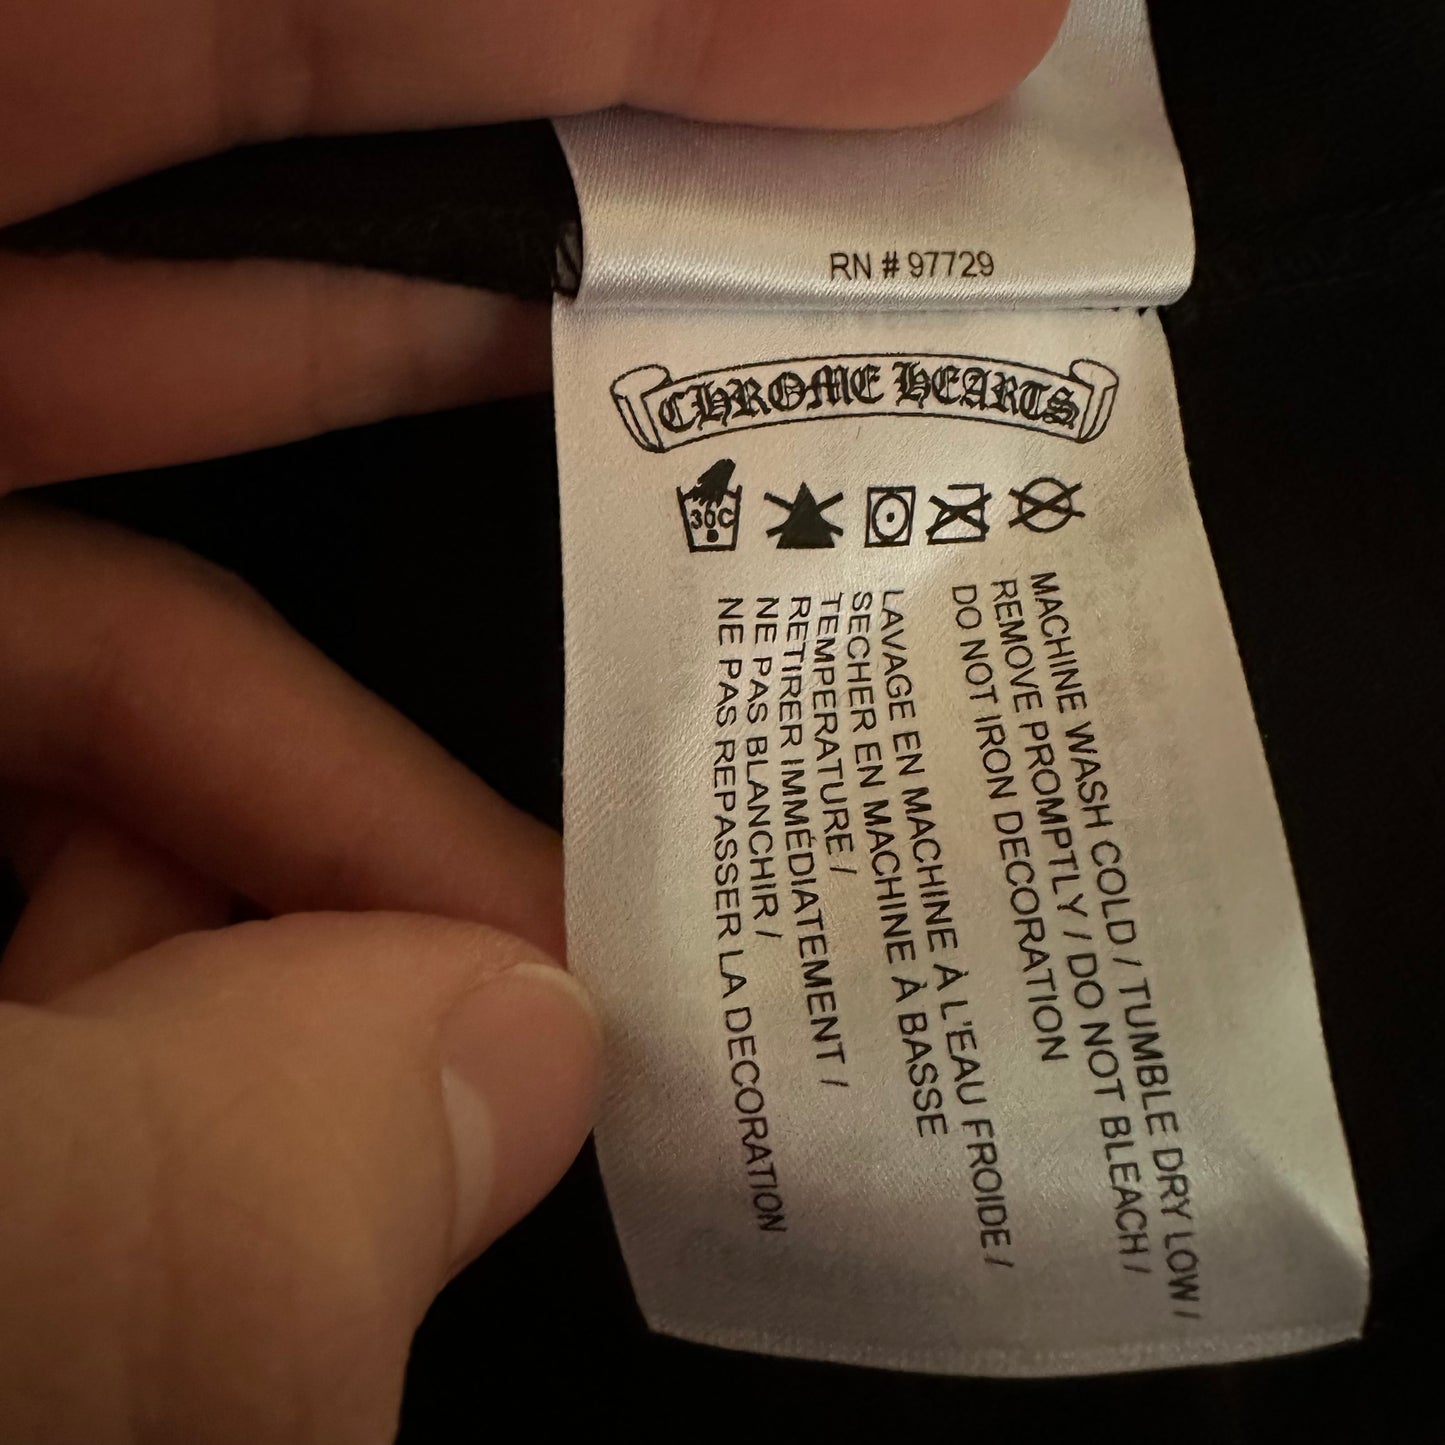 RN # 97729
CHROME HEARTS
30C
MACHINE WASH COLD / TUMBLE DRY LOW /
REMOVE PROMPTLY / DO NOT BLEACH /
DO NOT IRON DECORATION
LAVAGE EN MACHINE À L'EAU FROIDE /
SECHER EN MACHINE À BASSE
TEMPERATURE /
RETIRER IMMÉDIATEMENT /
NE PAS BLANCHIR /
NE PAS REPASSER LA DECORATION